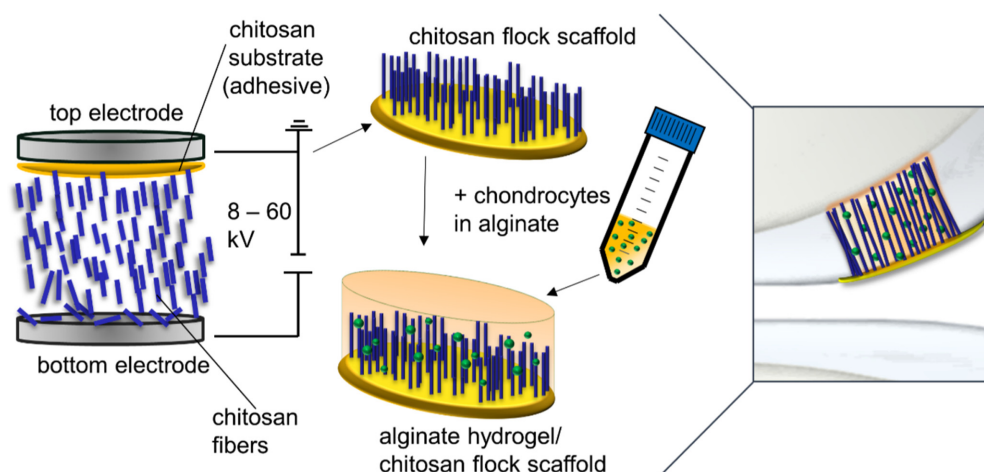 chitosan
substrate
(adhesive)
top electrode
8 – 60
kV
bottom electrode
chitosan
fibers
chitosan flock scaffold
+ chondrocytes
in alginate
alginate hydrogel/
chitosan flock scaffold